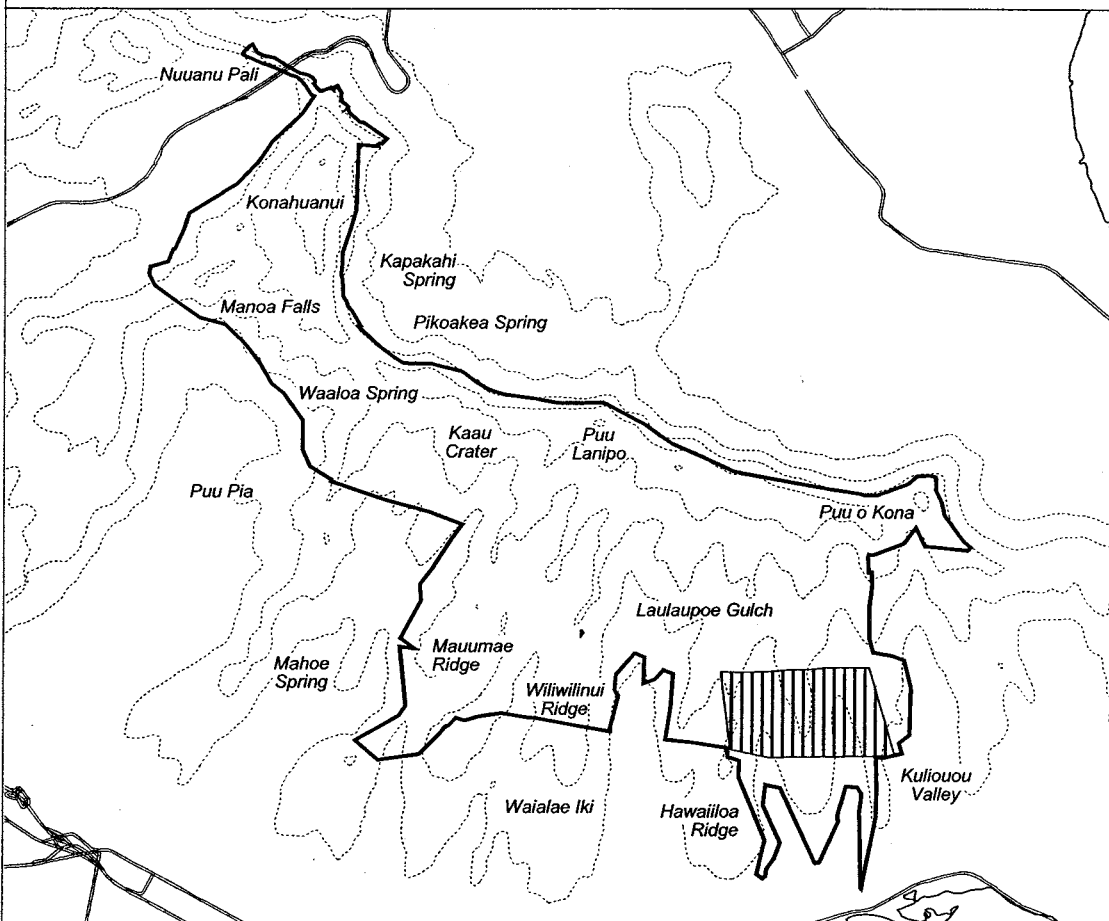 Nuuanu Pali
Konahuanui
Kapakahi
Spring
Manoa Falls
Pikoakea Spring
Waaloa Spring
Kaau
Crater
Puu
Lanipo
Puu Pia
Puu o Kona
Laulaupoe Gulch
Mauumae
Ridge
Mahoe
Spring
Wiliwilinui
Ridge
Kuliouou
Valley
Waialae Iki
Hawaiiloa
Ridge